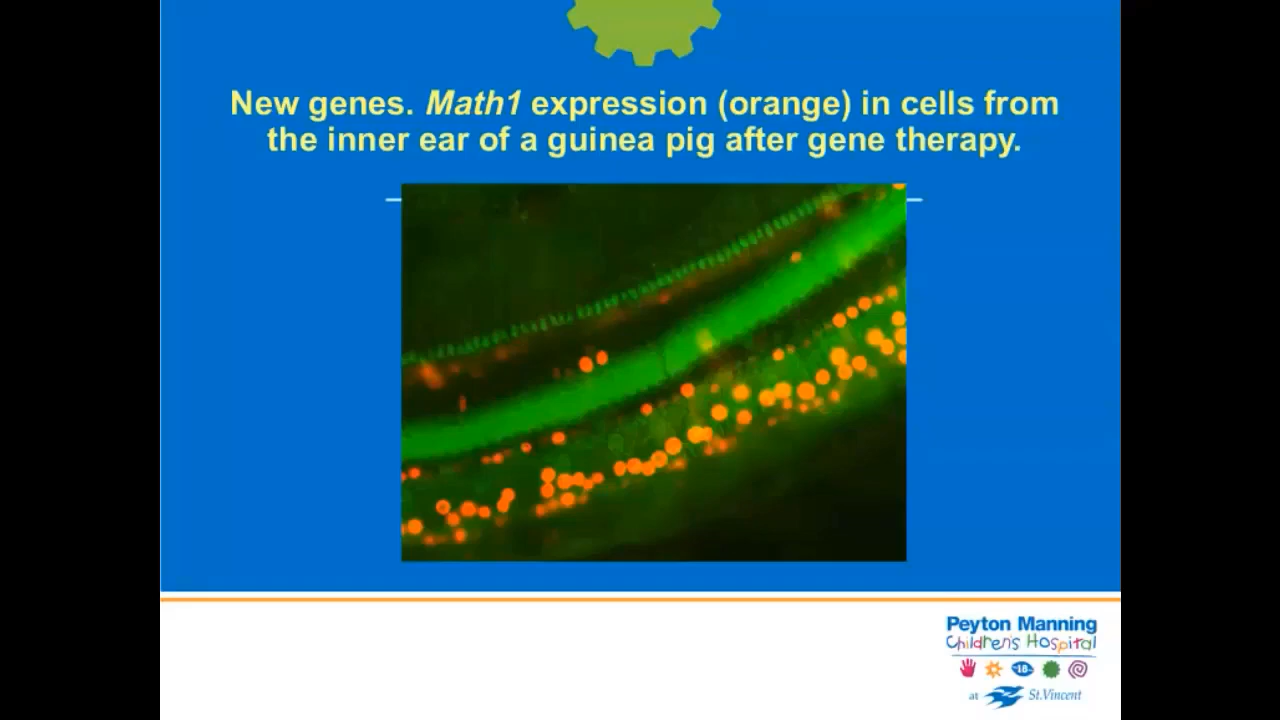 New genes. Math1 expression (orange) in cells from
the inner ear of a guinea pig after gene therapy.
Peyton Manning
Children's Hospital
18
at St.Vincent